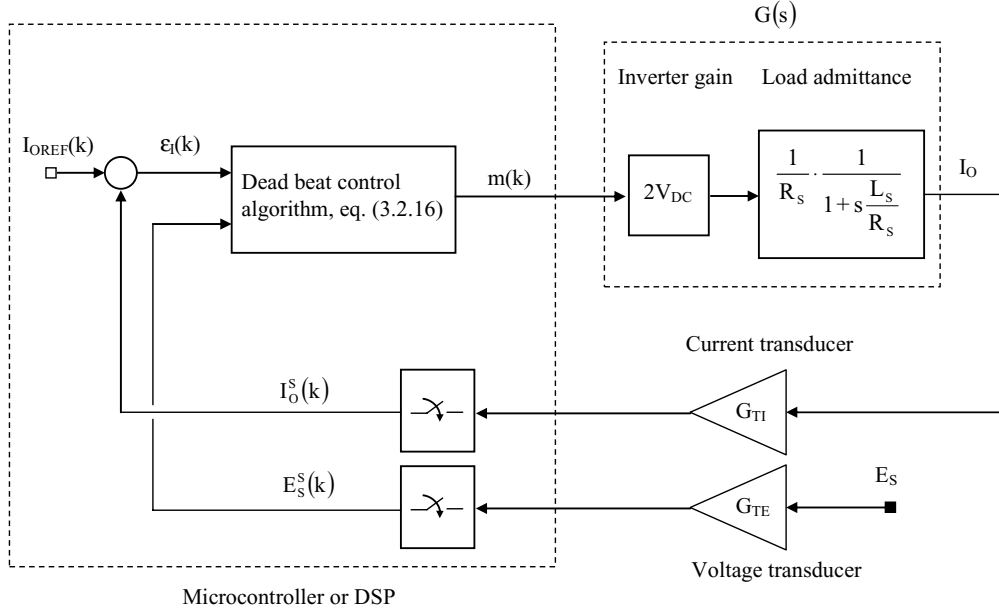 G(s)
Inverter gain Load admittance
I_OREF(k)
ε_I(k)
Dead beat control
algorithm, eq. (3.2.16)
m(k)
2V_DC
1/R_S · 1/(1 + s L_S/R_S)
I_O
Current transducer
I_O^S(k)
G_TI
E_S^S(k)
G_TE
E_S
Voltage transducer
Microcontroller or DSP